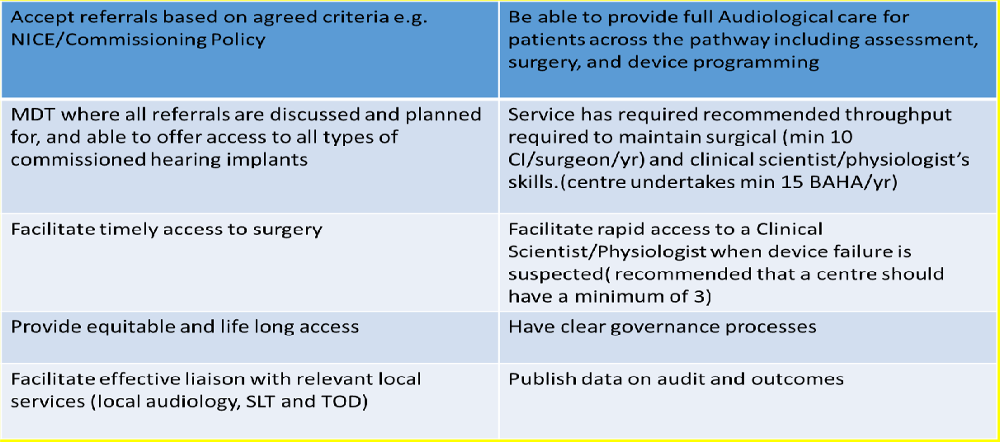 Accept referrals based on agreed criteria e.g.
NICE/Commissioning Policy
Be able to provide full Audiological care for
patients across the pathway including assessment,
surgery, and device programming
MDT where all referrals are discussed and planned
for, and able to offer access to all types of
commissioned hearing implants
Service has required recommended throughput
required to maintain surgical (min 10
CI/surgeon/yr) and clinical scientist/physiologist's
skills.(centre undertakes min 15 BAHA/yr)
Facilitate timely access to surgery
Facilitate rapid access to a Clinical
Scientist/Physiologist when device failure is
suspected( recommended that a centre should
have a minimum of 3)
Provide equitable and life long access
Have clear governance processes
Facilitate effective liaison with relevant local
services (local audiology, SLT and TOD)
Publish data on audit and outcomes